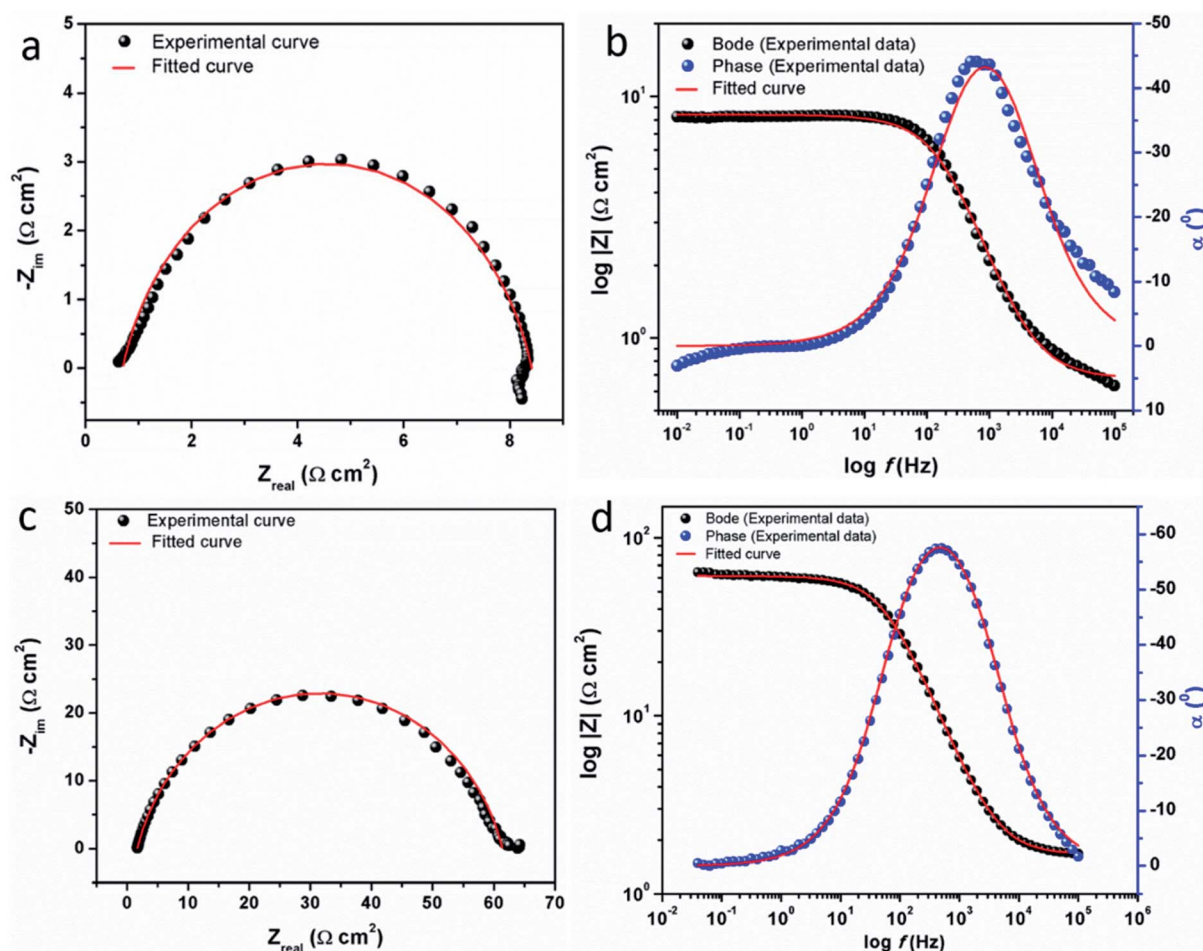 a
Experimental curve
Fitted curve
5
4
3
2
1
0
-Z_im (Ω cm²)
0 2 4 6 8
Z_real (Ω cm²)
b
Bode (Experimental data)
Phase (Experimental data)
Fitted curve
10¹
10⁰
log |Z| (Ω cm²)
-50
-40
-30
-20
-10
0
10
α (⁰)
10⁻² 10⁻¹ 10⁰ 10¹ 10² 10³ 10⁴ 10⁵
log f (Hz)
c
Experimental curve
Fitted curve
50
40
30
20
10
0
-Z_im (Ω cm²)
0 10 20 30 40 50 60 70
Z_real (Ω cm²)
d
Bode (Experimental data)
Phase (Experimental data)
Fitted curve
10²
10¹
10⁰
log |Z| (Ω cm²)
-60
-50
-40
-30
-20
-10
0
α (⁰)
10⁻² 10⁻¹ 10⁰ 10¹ 10² 10³ 10⁴ 10⁵ 10⁶
log f (Hz)